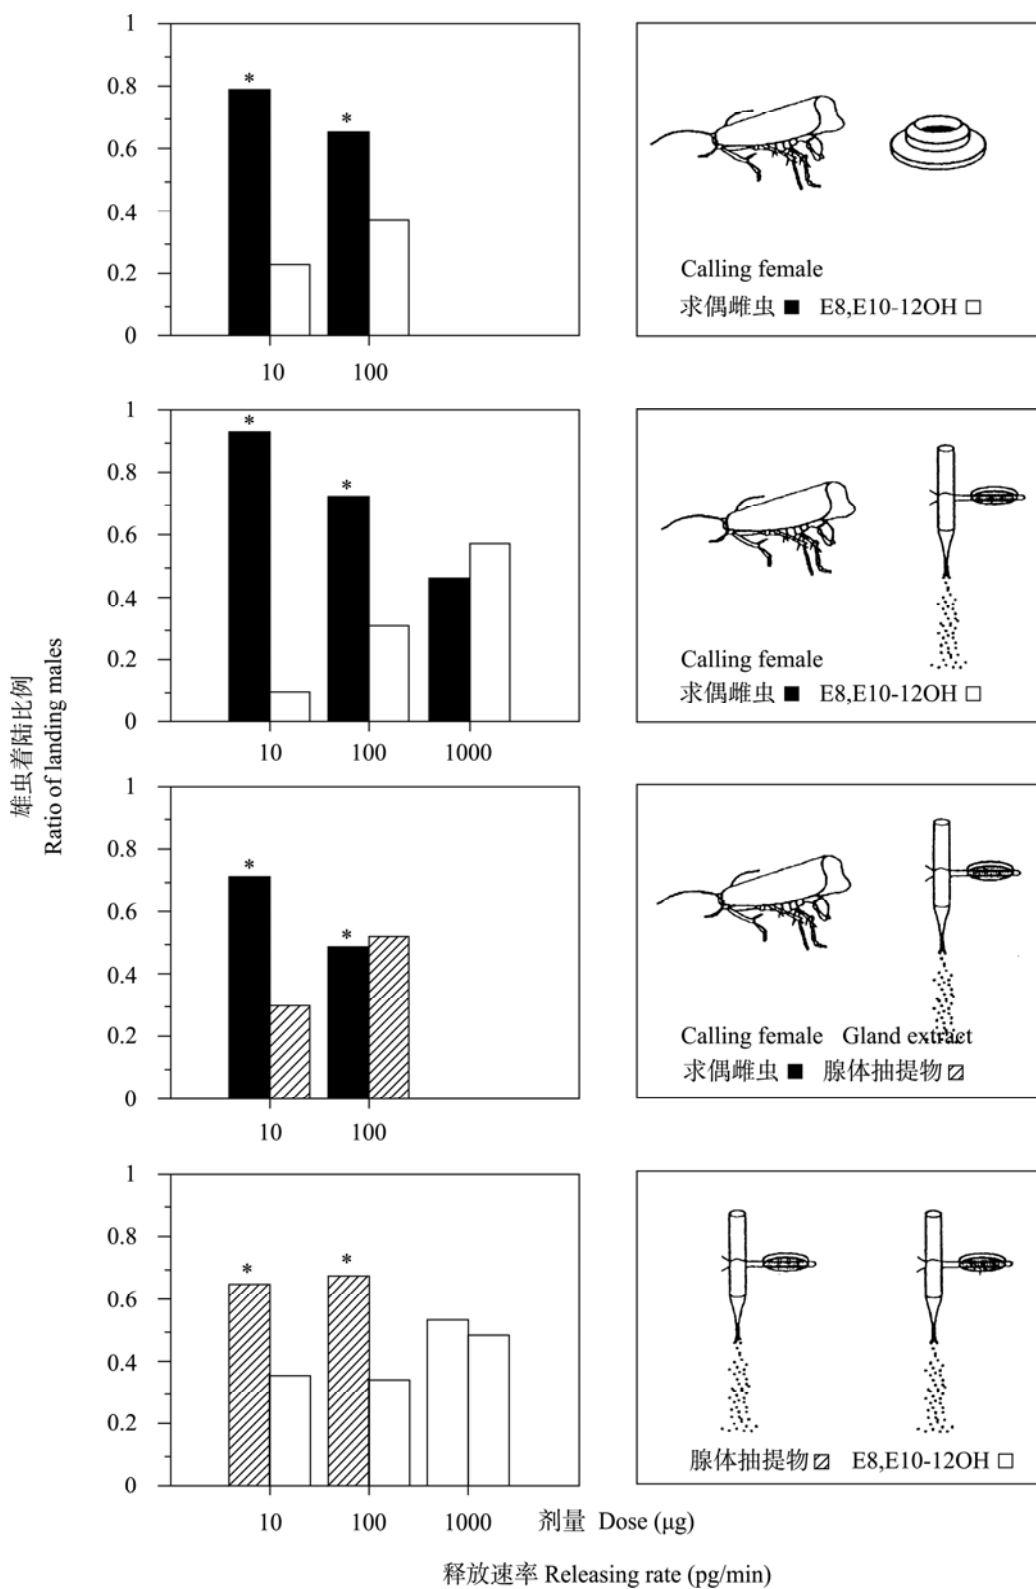 雄虫着陆比例
Ratio of landing males
1
*
0.8
*
0.6
0.4
0.2
0
10 100
Calling female
求偶雌虫 ■ E8,E10-12OH □
1
*
0.8
*
0.6
0.4
0.2
0
10 100 1000
Calling female
求偶雌虫 ■ E8,E10-12OH □
1
0.8
*
0.6
*
0.4
0.2
0
10 100
Calling female Gland extract
求偶雌虫 ■ 腺体抽提物 ▨
1
0.8
* *
0.6
0.4
0.2
0
腺体抽提物 ▨ E8,E10-12OH □
10 100 1000 剂量 Dose (μg)
释放速率 Releasing rate (pg/min)